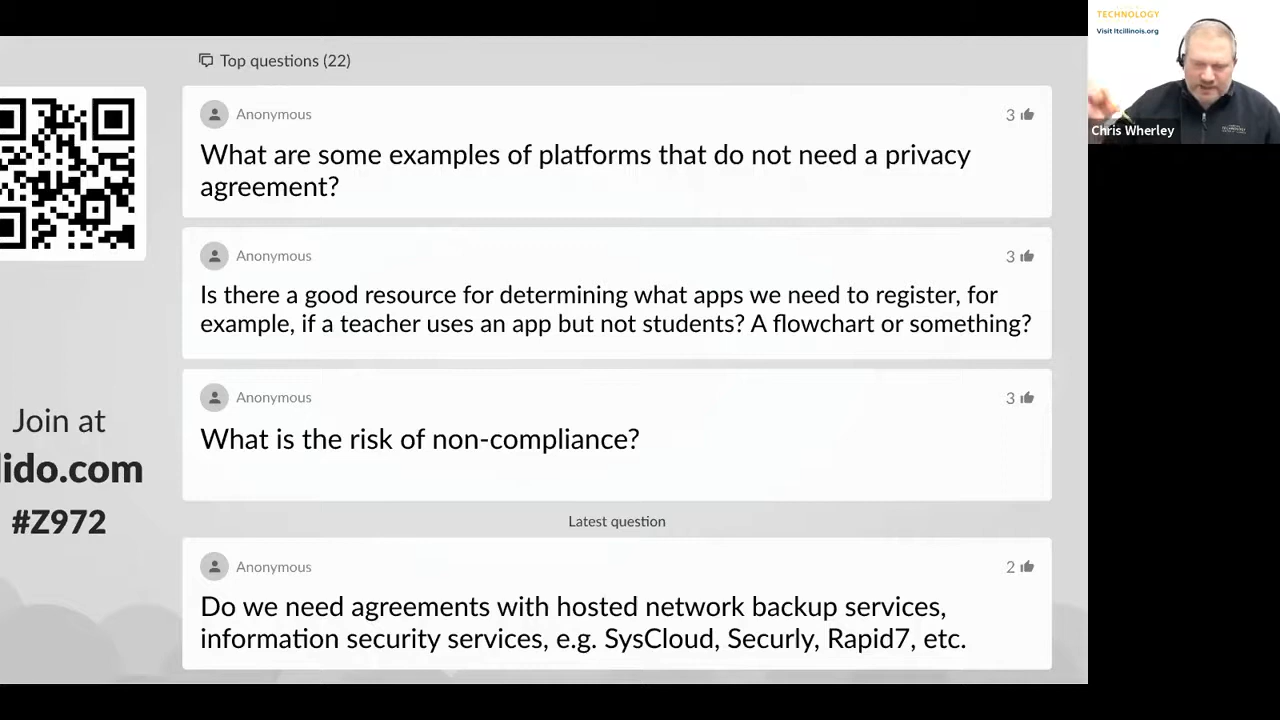 Top questions (22)
Anonymous
3
What are some examples of platforms that do not need a privacy
agreement?
Anonymous
3
Is there a good resource for determining what apps we need to register, for
example, if a teacher uses an app but not students? A flowchart or something?
Anonymous
3
What is the risk of non-compliance?
Latest question
Anonymous
2
Do we need agreements with hosted network backup services,
information security services, e.g. SysCloud, Securly, Rapid7, etc.
Join at
lido.com
#Z972
TECHNOLOGY
Visit ltcillinois.org
Chris Wherley